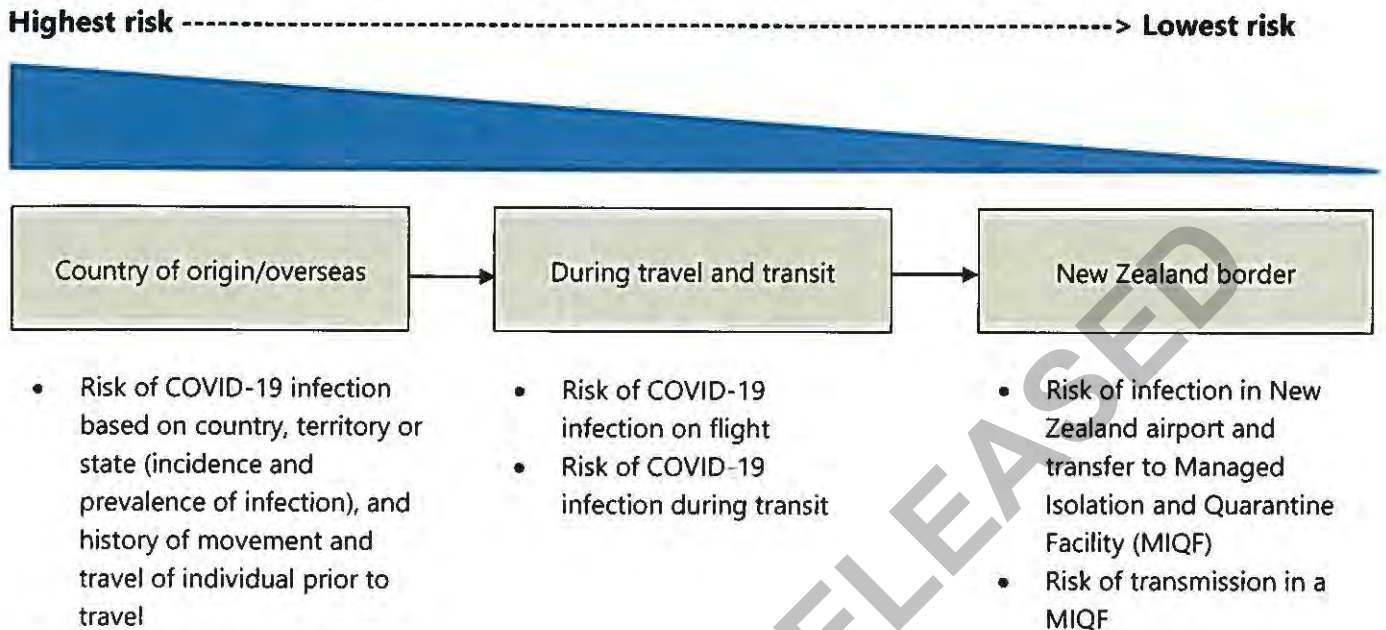 Highest risk -----------------------------------------------------------------------> Lowest risk
Country of origin/overseas
During travel and transit
New Zealand border
• Risk of COVID-19 infection
based on country, territory or
state (incidence and
prevalence of infection), and
history of movement and
travel of individual prior to
travel
• Risk of COVID-19
infection on flight
• Risk of COVID-19
infection during transit
• Risk of infection in New
Zealand airport and
transfer to Managed
Isolation and Quarantine
Facility (MIQF)
• Risk of transmission in a
MIQF